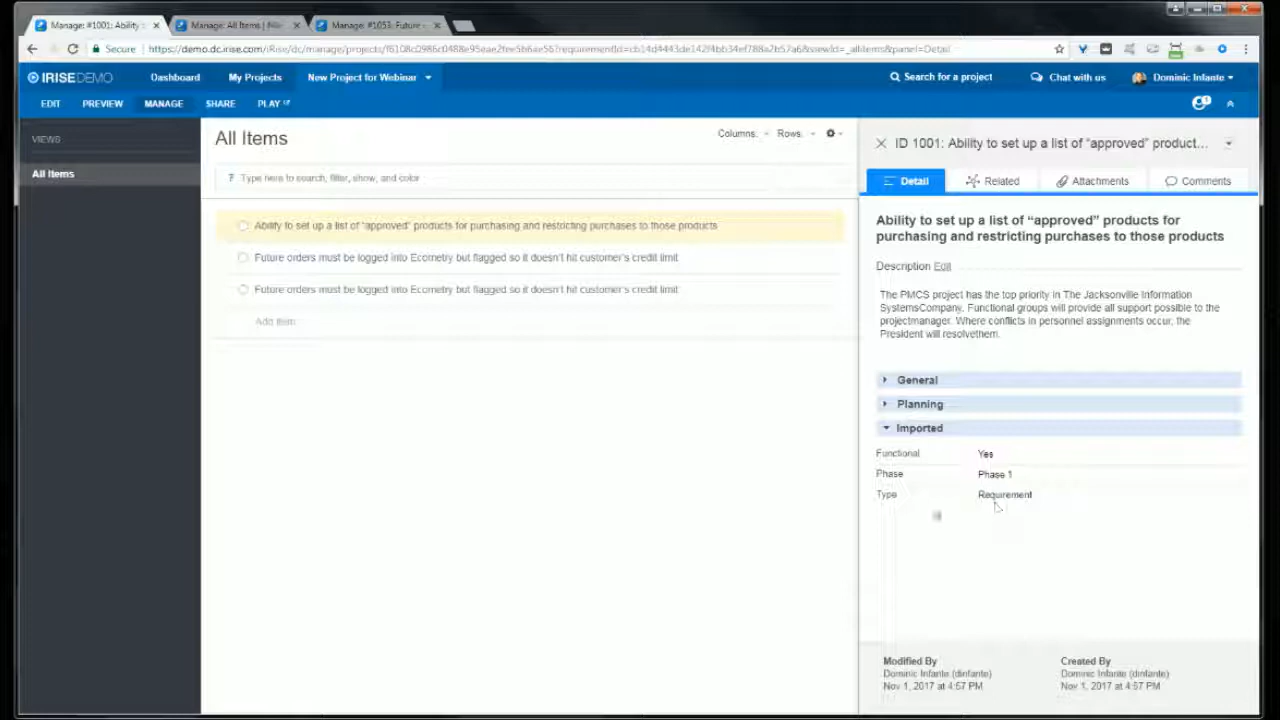 Manage: #1001: Ability
Manage: All Items |
Manage: #1053: Future
Secure
https://demo.dc.irise.com/iRise/dc/manage/projects/
IRISEDEMO
Dashboard
My Projects
New Project for Webinar
Search for a project
Chat with us
Dominic Infante
EDIT
PREVIEW
MANAGE
SHARE
PLAY
VIEWS
All Items
All Items
Columns:
Rows:
? Type here to search, filter, show, and color
Ability to set up a list of "approved" products for purchasing and restricting purchases to those products
Future orders must be logged into Ecometry but flagged so it doesn't hit customer's credit limit
Future orders must be logged into Ecometry but flagged so it doesn't hit customer's credit limit
Add Item
ID 1001: Ability to set up a list of "approved" product...
Detail
Related
Attachments
Comments
Ability to set up a list of "approved" products for
purchasing and restricting purchases to those products
Description Edit
The PMCS project has the top priority in The Jacksonville Information
SystemsCompany. Functional groups will provide all support possible to the
projectmanager. Where conflicts in personnel assignments occur, the
President will resolvethem.
General
Planning
Imported
Functional Yes
Phase Phase 1
Type Requirement
Modified By
Dominic Infante (dinfante)
Nov 1, 2017 at 4:57 PM
Created By
Dominic Infante (dinfante)
Nov 1, 2017 at 4:57 PM